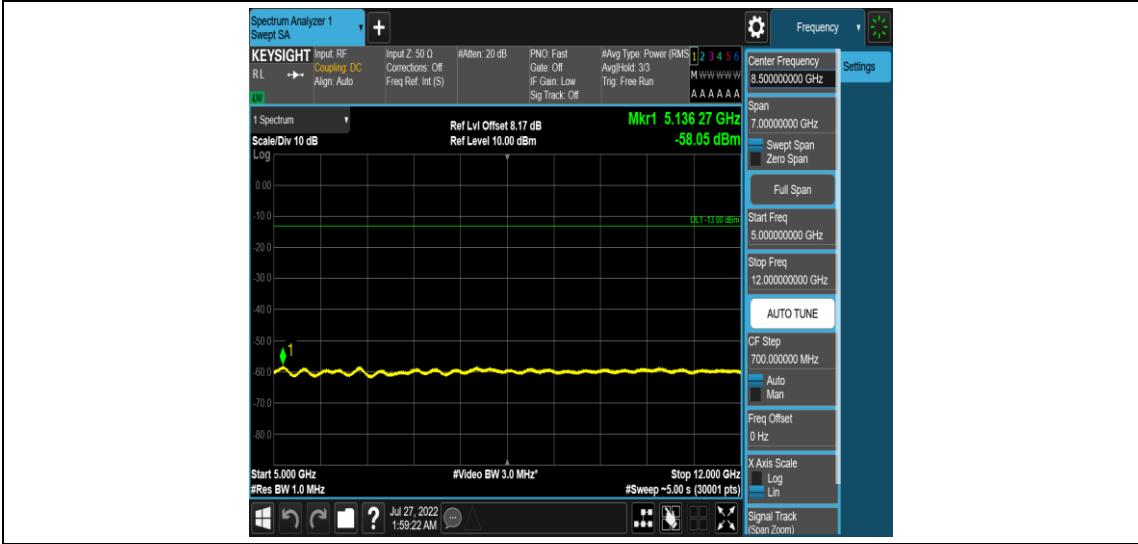 Spectrum Analyzer 1
Swept SA
+
Frequency
KEYSIGHT
RL
LXI
Input: RF
Coupling: DC
Align: Auto
Input Z: 50 Ω
Corrections: Off
Freq Ref: Int (S)
#Atten: 20 dB
PNO: Fast
Gate: Off
IF Gain: Low
Sig Track: Off
#Avg Type: Power (RMS
Avg|Hold: 3/3
Trig: Free Run
1 2 3 4 5 6
M W W W W W
A A A A A A
1 Spectrum
Scale/Div 10 dB
Log
Ref Lvl Offset 8.17 dB
Ref Level 10.00 dBm
Mkr1 5.136 27 GHz
-58.05 dBm
0.00
-10.0
DL1 -13.00 dBm
-20.0
-30.0
-40.0
-50.0
1
-60.0
-70.0
-80.0
Start 5.000 GHz
#Res BW 1.0 MHz
#Video BW 3.0 MHz*
Stop 12.000 GHz
#Sweep ~5.00 s (30001 pts)
?
Jul 27, 2022
1:59:22 AM
Center Frequency
8.500000000 GHz
Settings
Span
7.00000000 GHz
Swept Span
Zero Span
Full Span
Start Freq
5.000000000 GHz
Stop Freq
12.000000000 GHz
AUTO TUNE
CF Step
700.000000 MHz
Auto
Man
Freq Offset
0 Hz
X Axis Scale
Log
Lin
Signal Track
(Span Zoom)